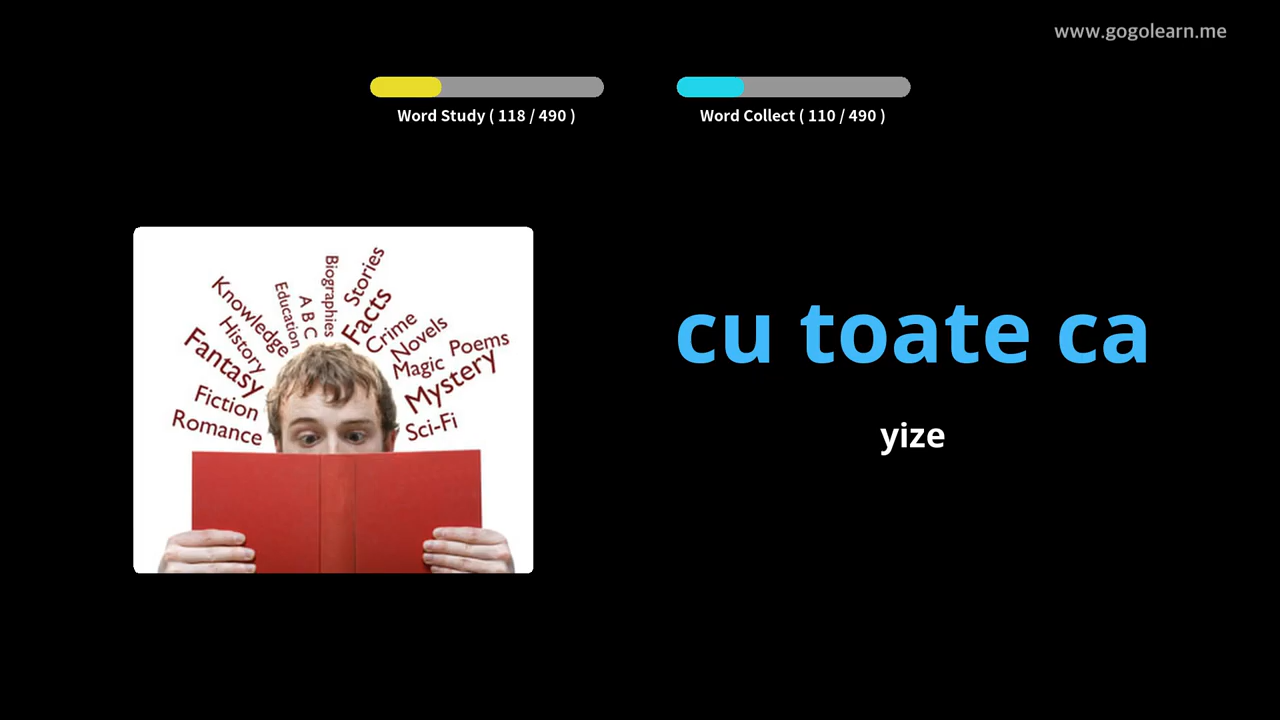 www.gogolearn.me
Word Study ( 118 / 490 )
Word Collect ( 110 / 490 )
Knowledge
History
Fantasy
Fiction
Romance
Education
A B C
Biographies
Stories
Facts
Crime
Novels
Magic
Poems
Mystery
Sci-Fi
cu toate ca
yize